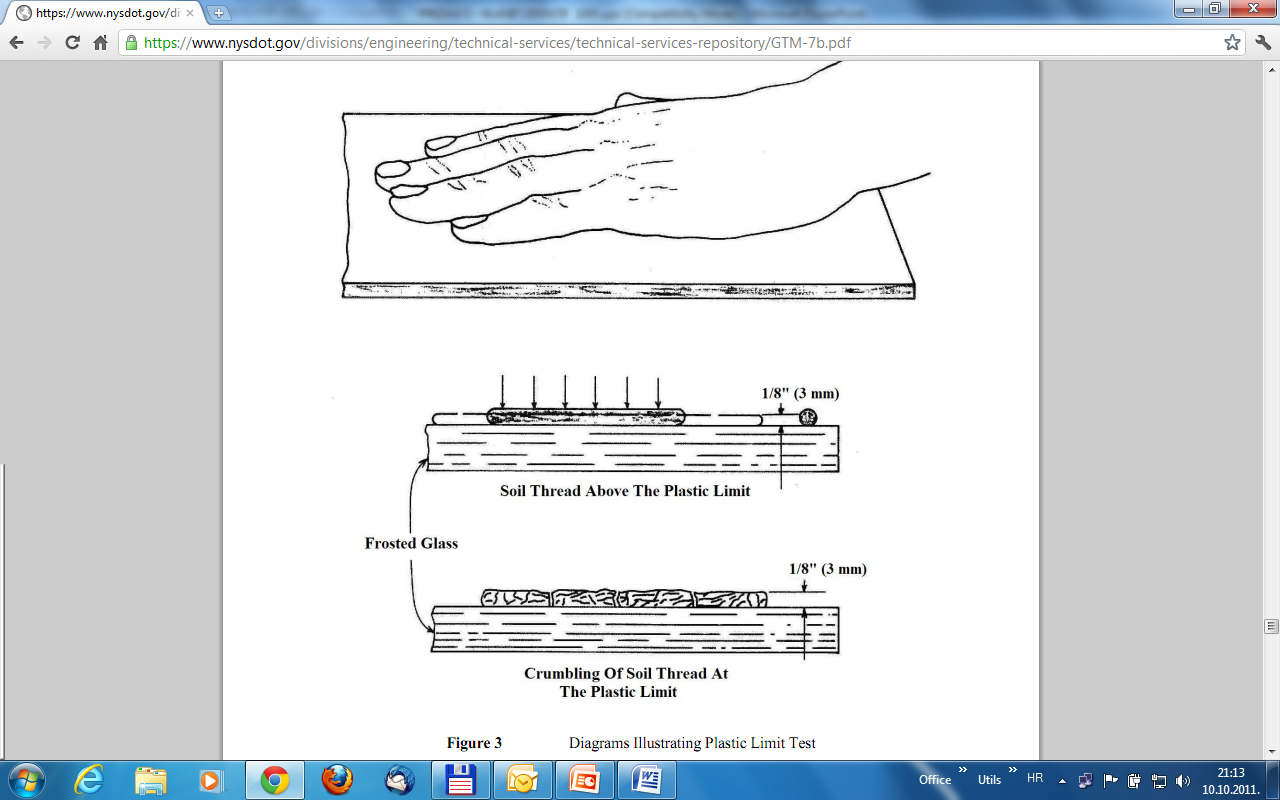 https://www.nysdot.gov/di
https://www.nysdot.gov/divisions/engineering/technical-services/technical-services-repository/GTM-7b.pdf
1/8" (3 mm)
Soil Thread Above The Plastic Limit
Frosted Glass
1/8" (3 mm)
Crumbling Of Soil Thread At
The Plastic Limit
Figure 3 Diagrams Illustrating Plastic Limit Test
Office » Utils » HR 21:13
10.10.2011.